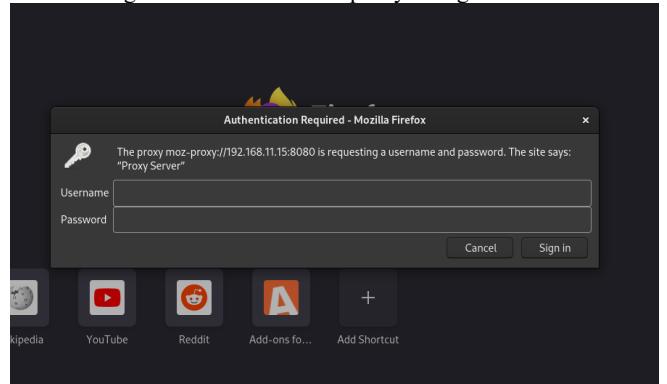 Authentication Required - Mozilla Firefox
×
The proxy moz-proxy://192.168.11.15:8080 is requesting a username and password. The site says:
“Proxy Server”
Username
Password
Cancel Sign in
kipedia YouTube Reddit Add-ons fo... Add Shortcut